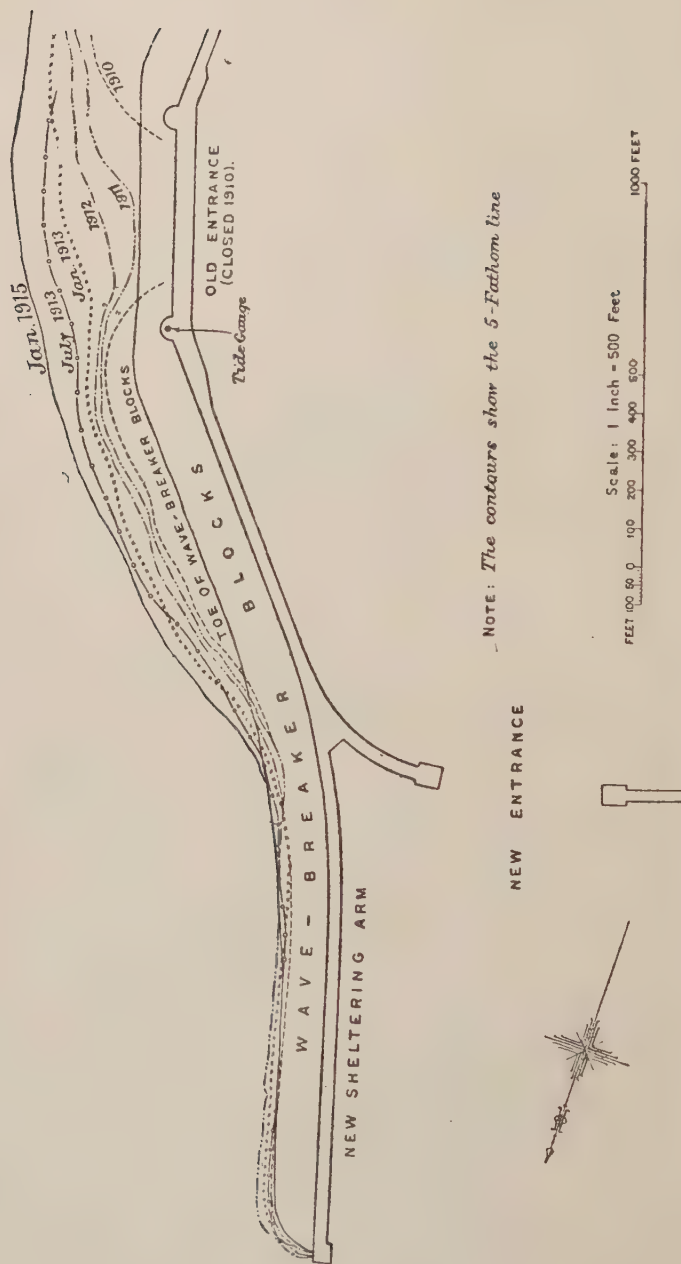 Jan. 1915
July 1913
Jan. 1913
1912
1911
1910
TOE OF WAVE-BREAKER BLOCKS
WAVE-BREAKER BLOCKS
Tide Gauge
OLD ENTRANCE
(CLOSED 1910).
NEW SHELTERING ARM
NEW ENTRANCE
NOTE: The contours show the 5-Fathom line
Scale: 1 Inch = 500 Feet
FEET 100 50 0 100 200 300 400 500 1000 FEET